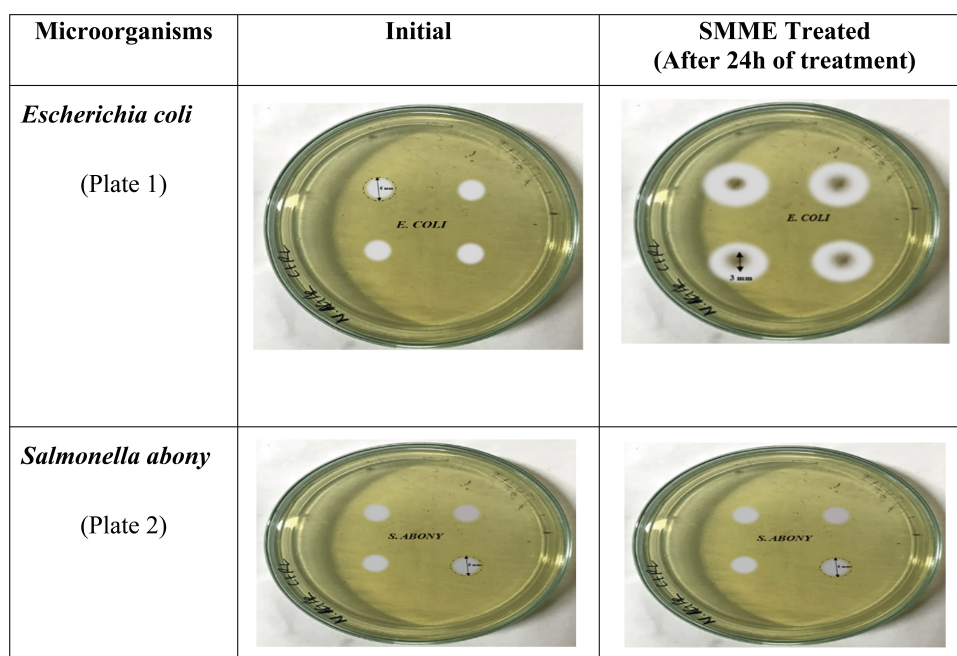 Microorganisms
Initial
SMME Treated
(After 24h of treatment)
Escherichia coli
(Plate 1)
E. COLI
E. COLI
3 mm
Salmonella abony
(Plate 2)
S. ABONY
S. ABONY